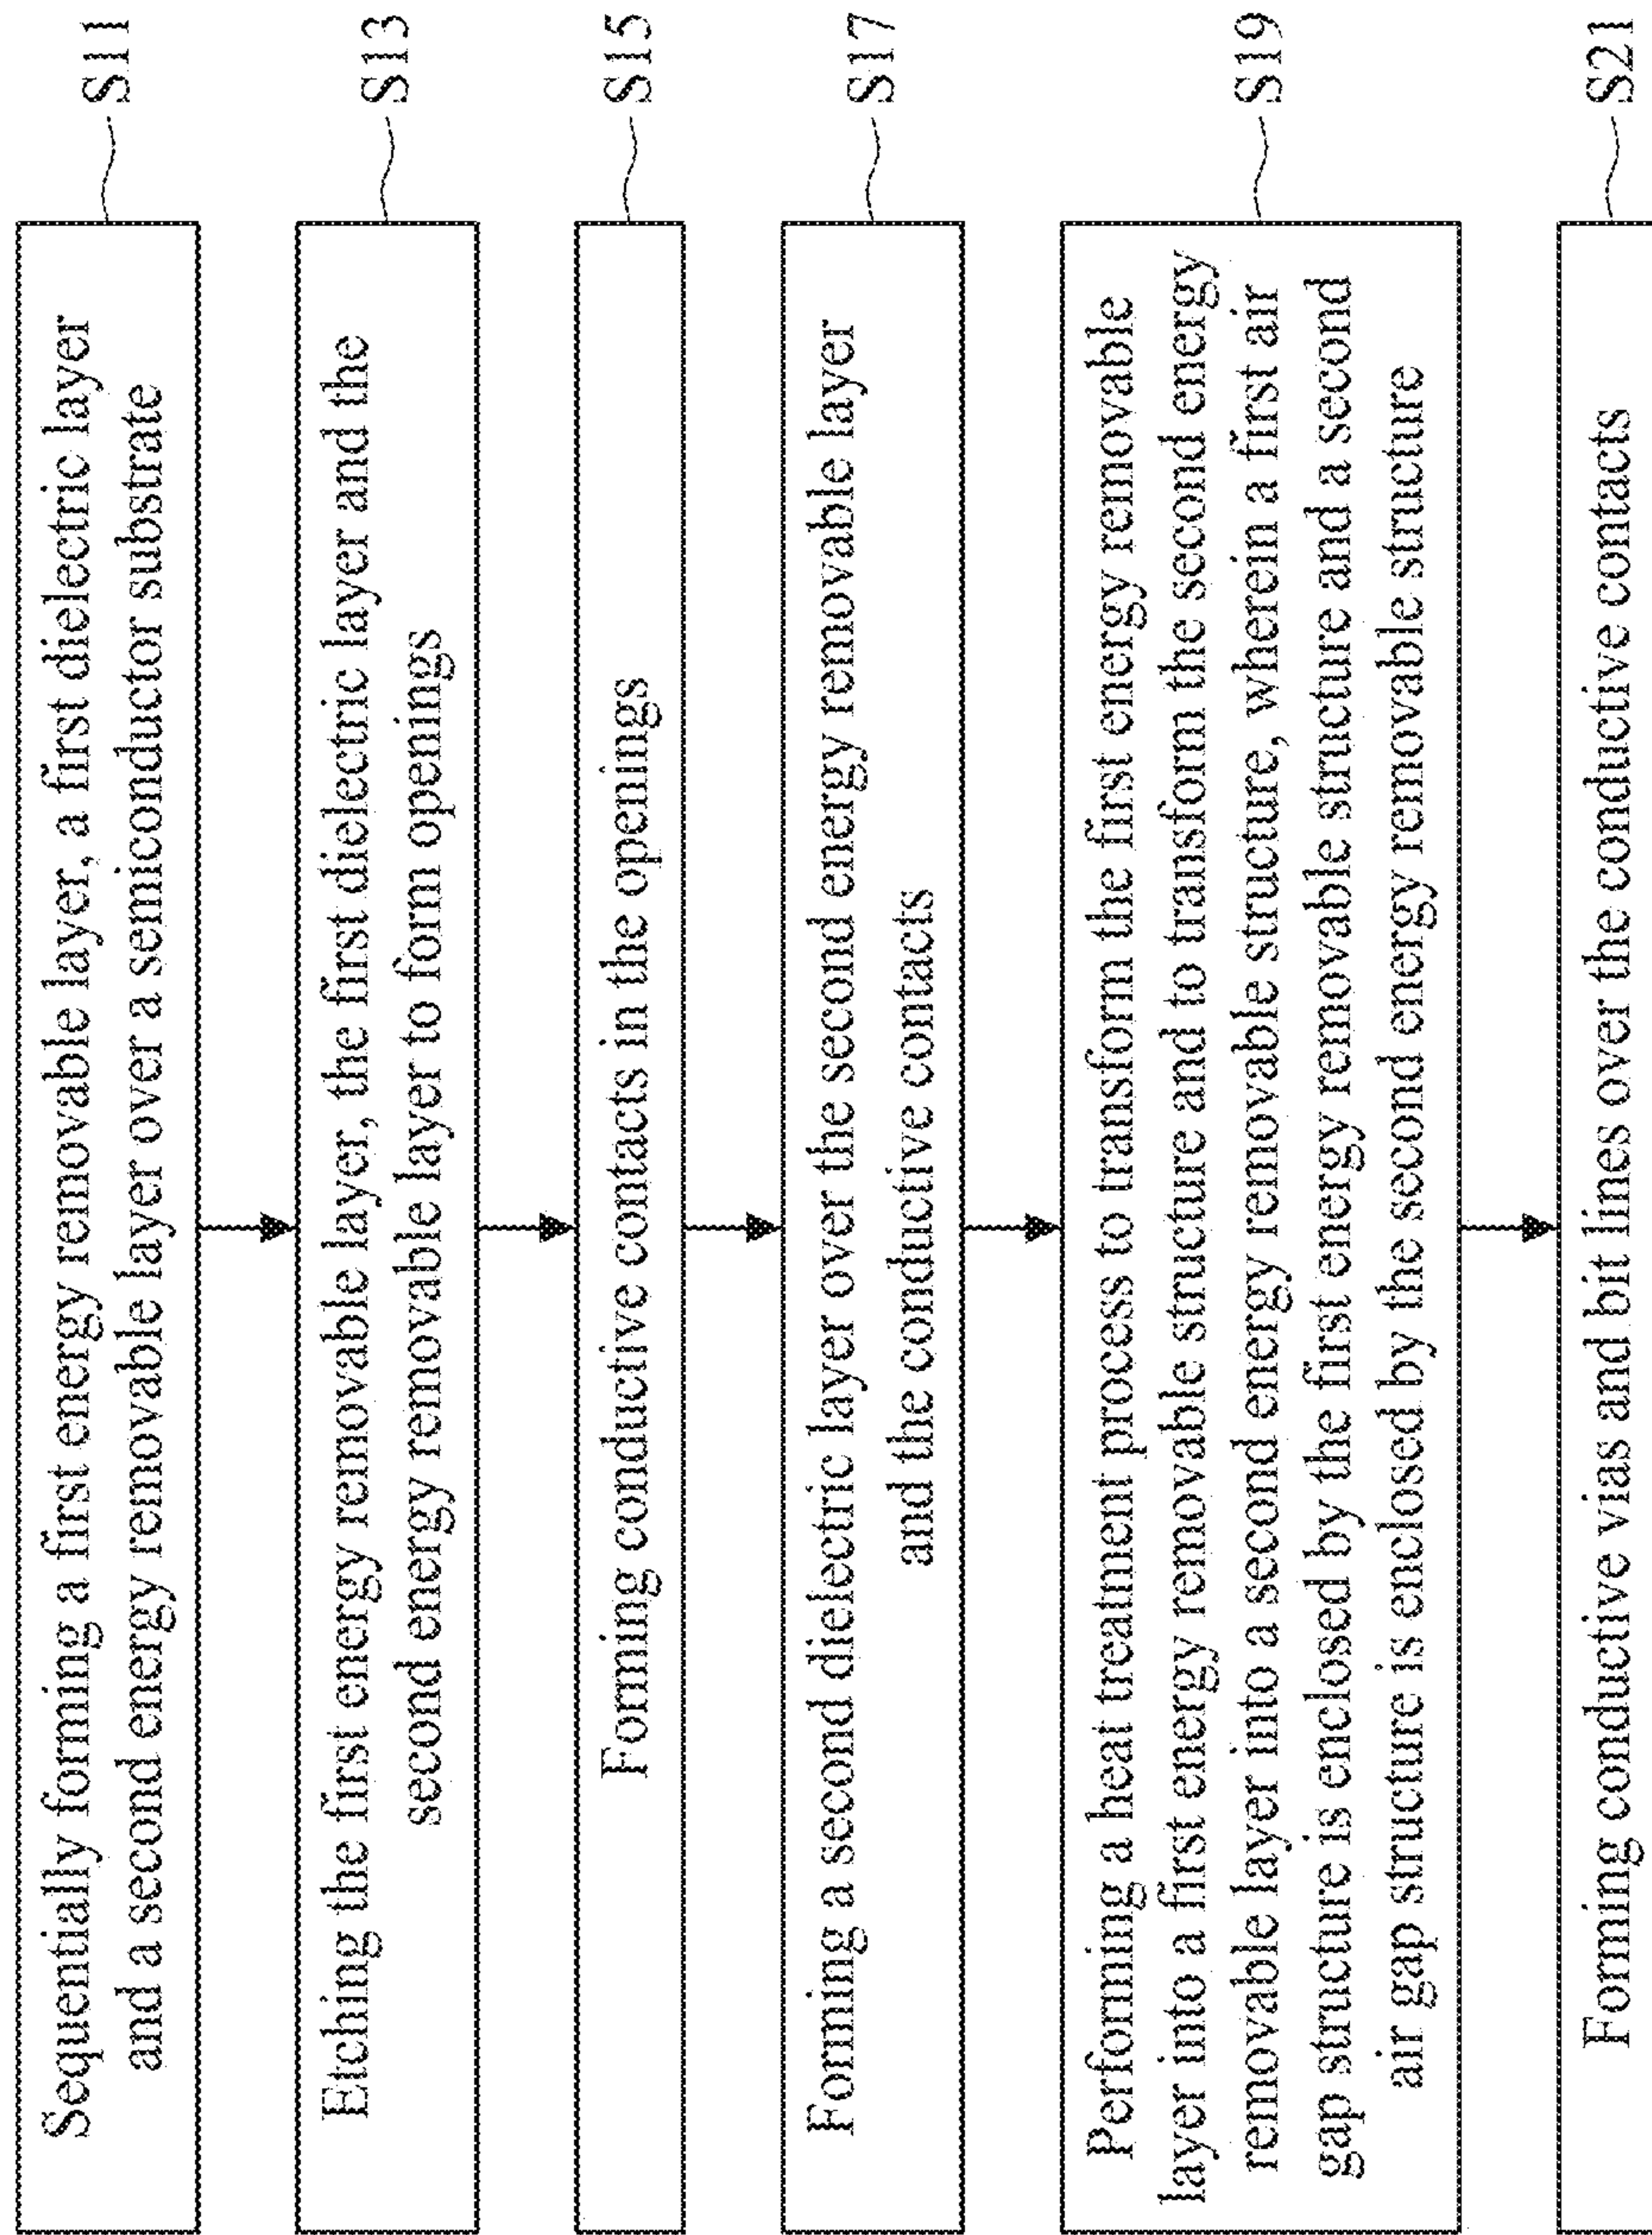 Sequentially forming a first energy removable layer, a first dielectric layer
and a second energy removable layer over a semiconductor substrate
S11
Etching the first energy removable layer, the first dielectric layer and the
second energy removable layer to form openings
S13
Forming conductive contacts in the openings
S15
Forming a second dielectric layer over the second energy removable layer
and the conductive contacts
S17
Performing a heat treatment process to transform the first energy removable
layer into a first energy removable structure and to transform the second energy
removable layer into a second energy removable structure, wherein a first air
gap structure is enclosed by the first energy removable structure and a second
air gap structure is enclosed by the second energy removable structure
S19
Forming conductive vias and bit lines over the conductive contacts
S21